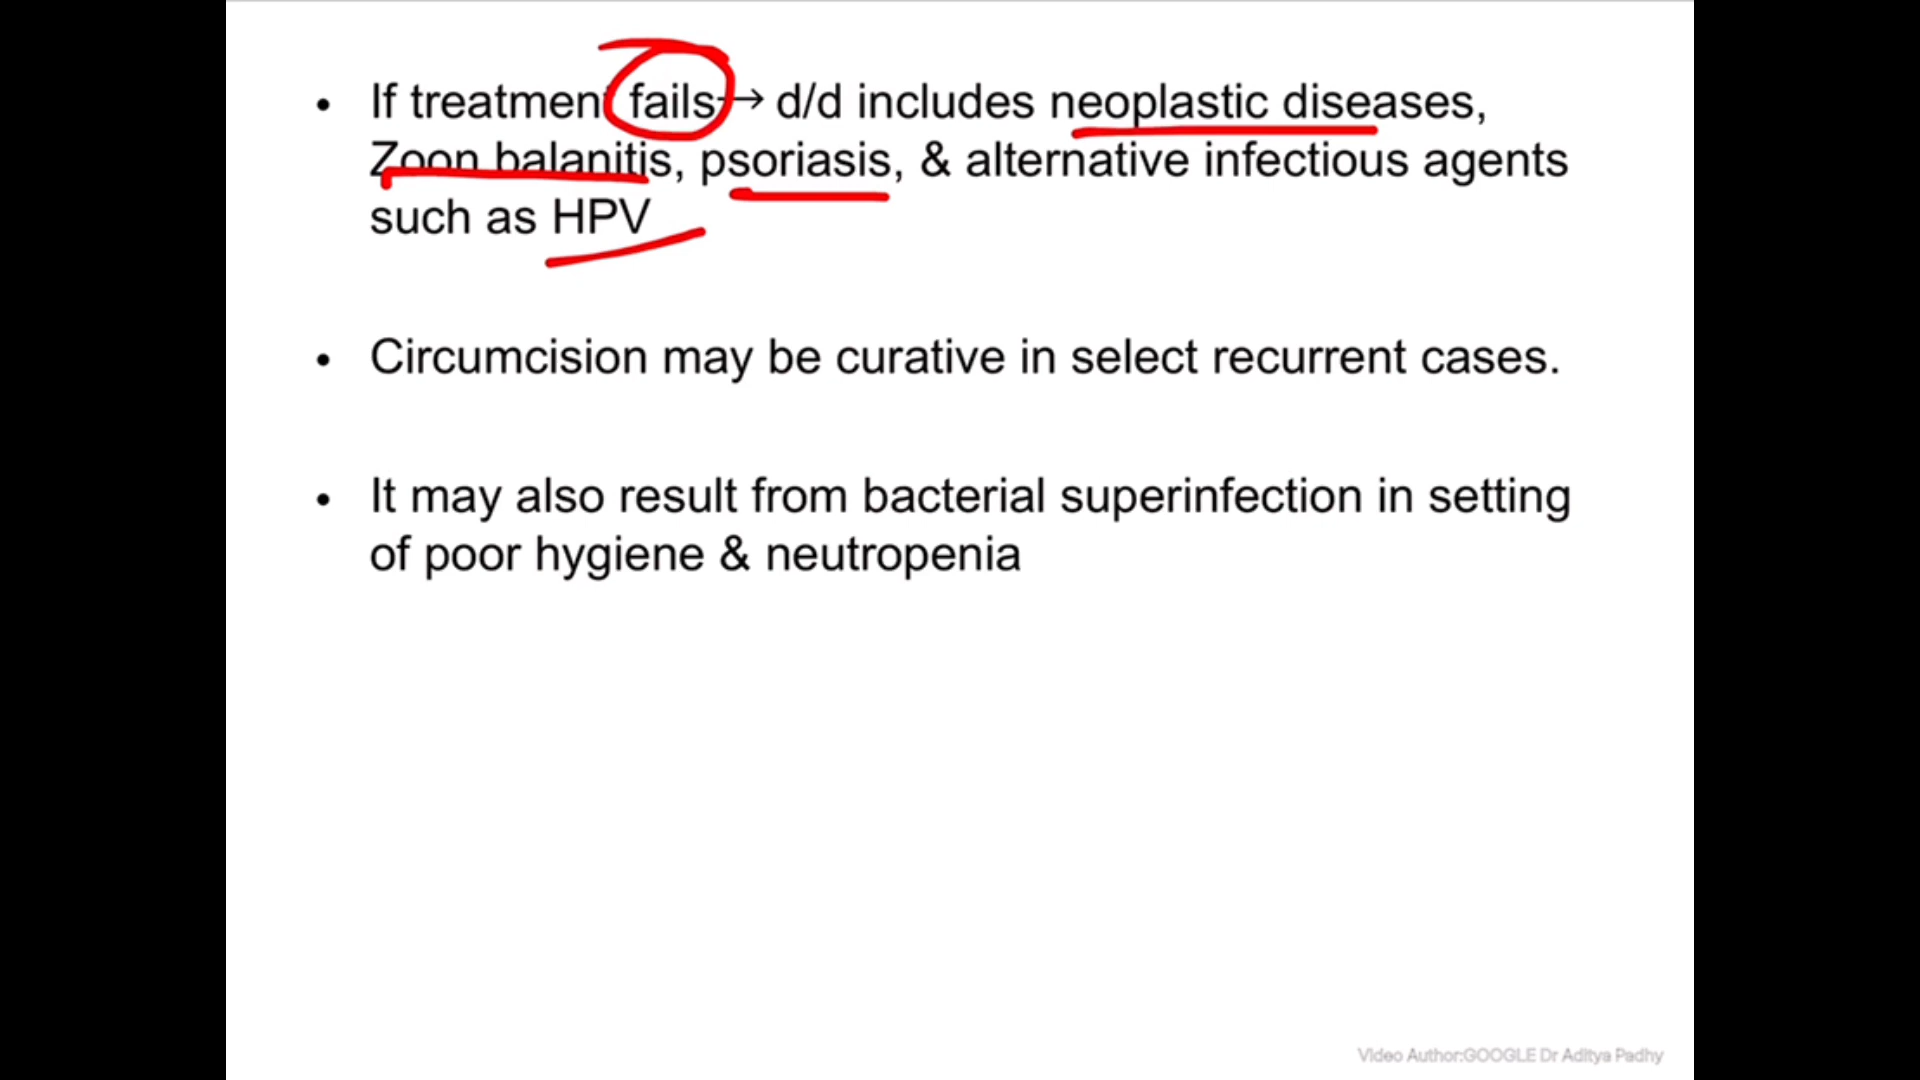 • If treatment fails→ d/d includes neoplastic diseases,
Zoon balanitis, psoriasis, & alternative infectious agents
such as HPV
• Circumcision may be curative in select recurrent cases.
• It may also result from bacterial superinfection in setting
of poor hygiene & neutropenia
Video Author:GOOGLE Dr Aditya Padhy